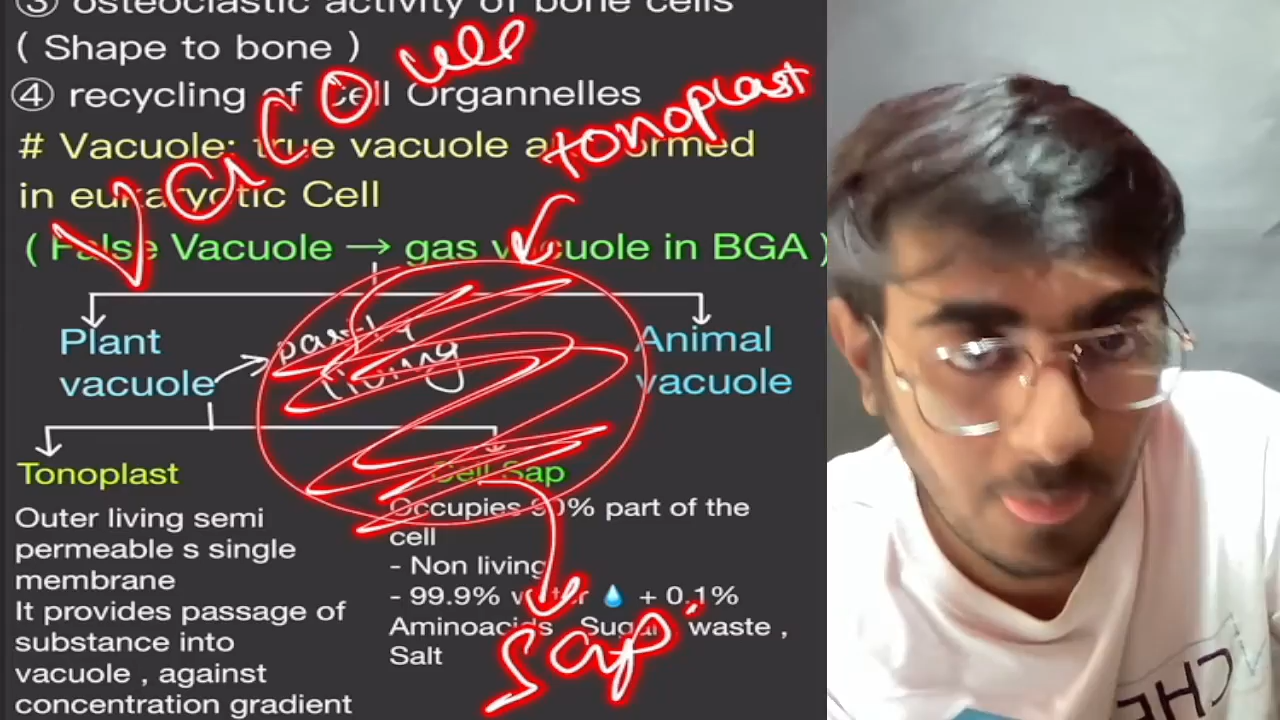 ③ osteoclastic activity of bone cells
( Shape to bone )
④ recycling of Cell Organnelles
# Vacuole: true vacuole are formed
in eukaryotic Cell
( False Vacuole → gas vacuole in BGA )
Vacuole
tonoplast
Plant
vacuole
partly
living
Animal
vacuole
Tonoplast
Outer living semi
permeable s single
membrane
It provides passage of
substance into
vacuole , against
concentration gradient
Cell Sap
Occupies 90% part of the
cell
- Non living
- 99.9% water 💧 + 0.1%
Aminoacids Sugar waste ,
Salt
Sap